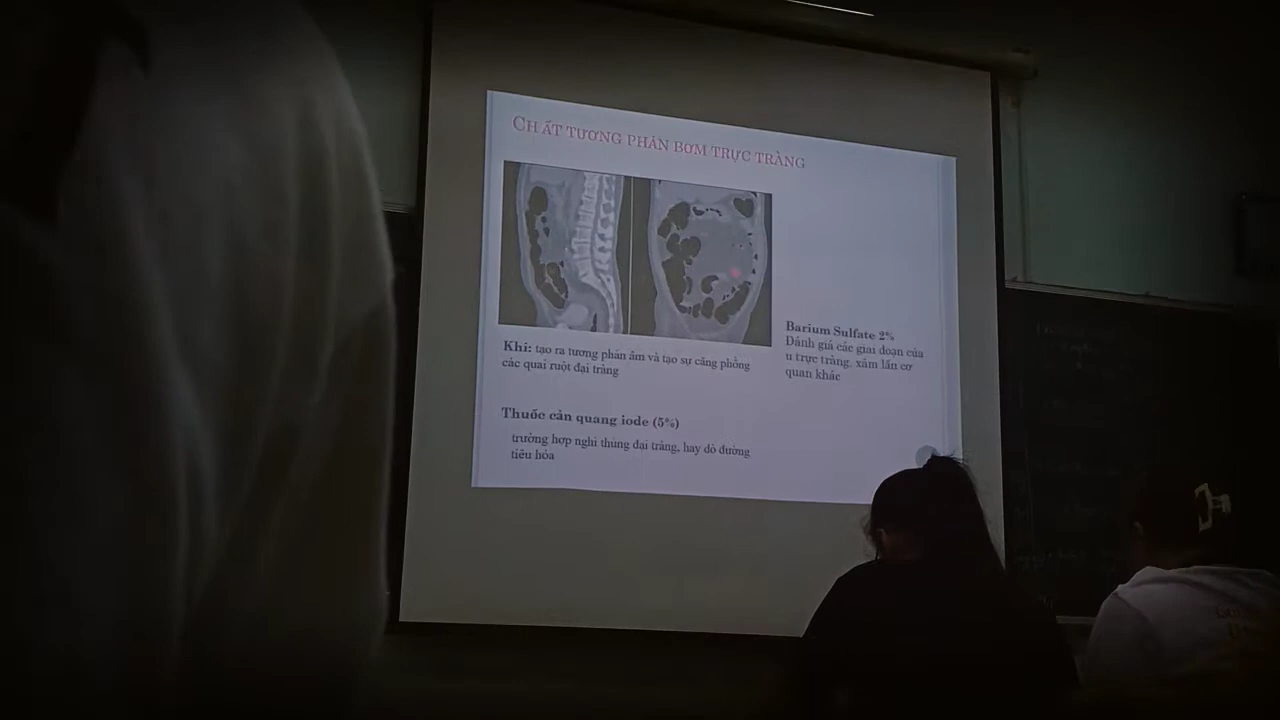 CHẤT TƯƠNG PHẢN BƠM TRỰC TRÀNG
Khí: tạo ra tương phản âm và tạo sự căng phồng
các quai ruột đại tràng
Barium Sulfate 2%
Đánh giá các giai đoạn của
u trực tràng, xâm lấn cơ
quan khác
Thuốc cản quang iode (5%)
trường hợp nghi thủng đại tràng, hay dò đường
tiêu hóa